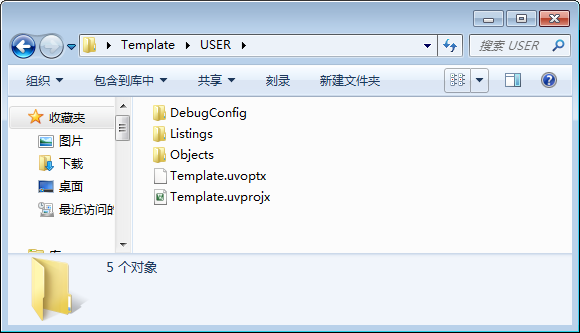 Template USER
搜索 USER
组织 包含到库中 共享 刻录 新建文件夹
收藏夹
图片
下载
桌面
最近访问的
DebugConfig
Listings
Objects
Template.uvoptx
Template.uvprojx
5 个对象